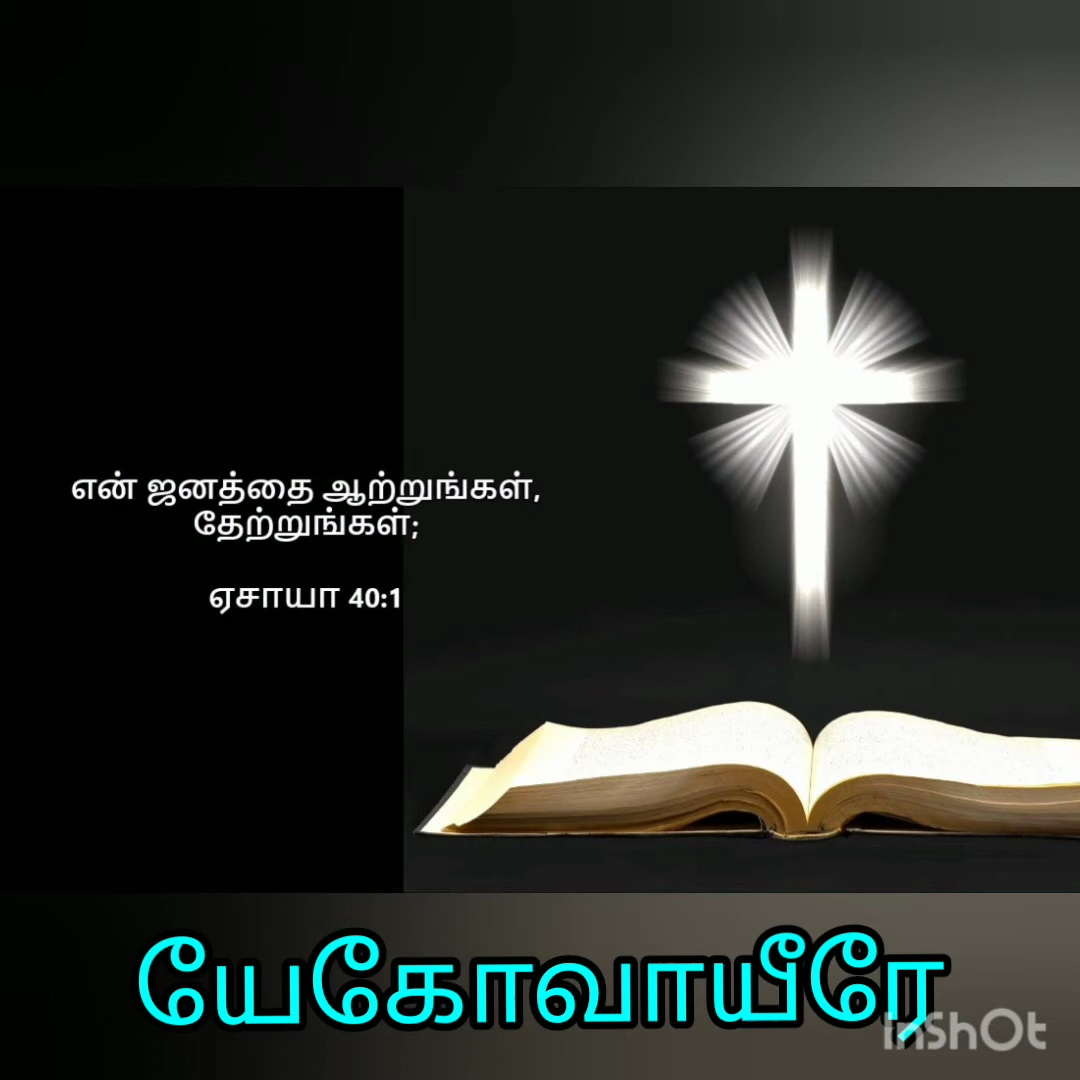 என் ஜனத்தை ஆற்றுங்கள்,
தேற்றுங்கள்;
ஏசாயா 40:1
யேகோவாயீரே
InShOt